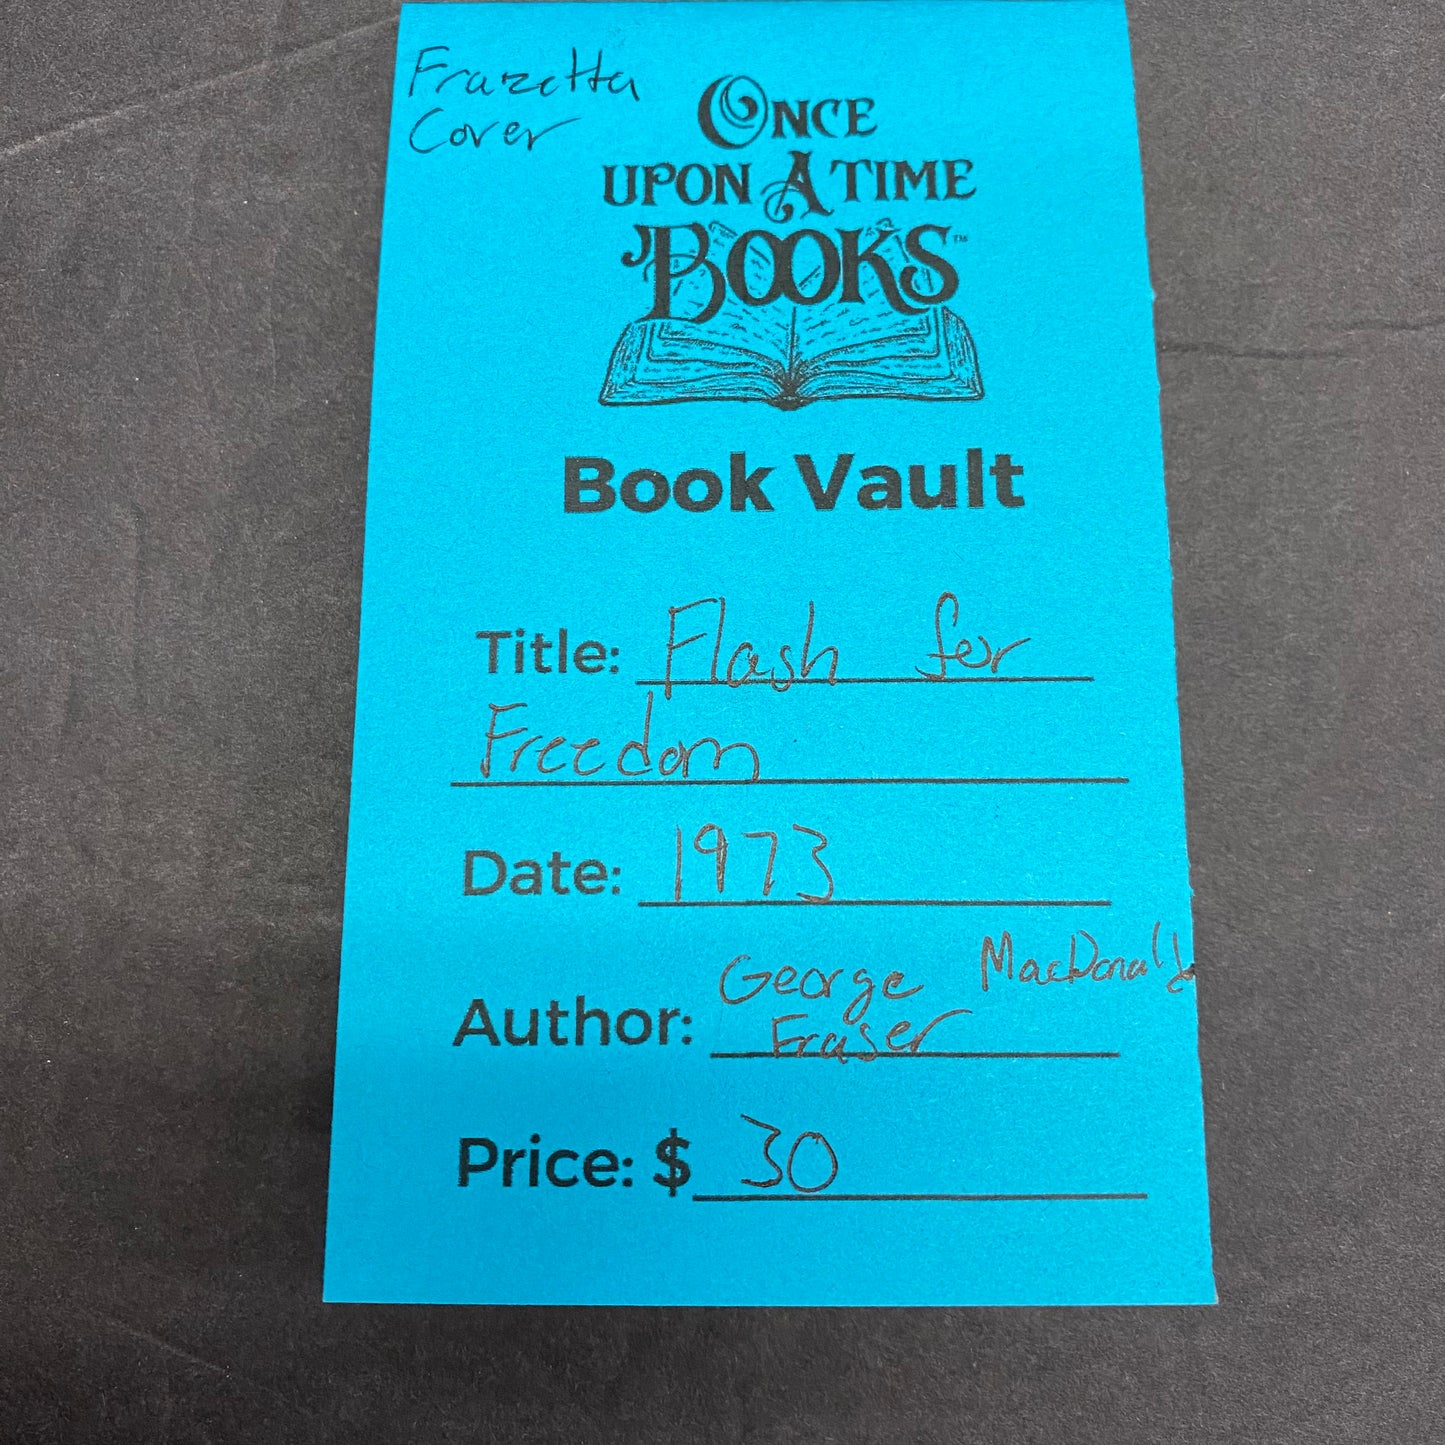 Frazetta
Cover
ONCE
UPON A TIME
BOOKS™
Book Vault
Title: Flash for
Freedom
Date: 1973
George MacDonald
Author: Fraser
Price: $ 30